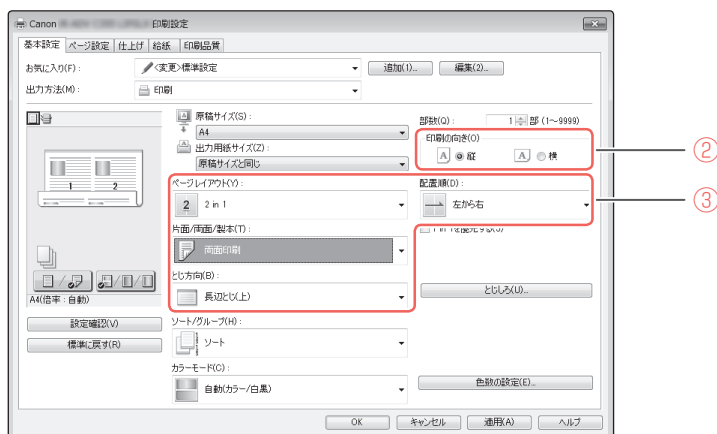 Canon 印刷設定
基本設定 ページ設定 仕上げ 給紙 印刷品質
お気に入り(F): <変更>標準設定 追加(1)... 編集(2)...
出力方法(M): 印刷
原稿サイズ(S):
A4
出力用紙サイズ(Z):
原稿サイズと同じ
部数(Q): 1 部 (1～9999)
印刷の向き(O)
A 縦 A 横
②
ページレイアウト(Y):
2 2 in 1
配置順(D):
左から右
③
1 2
片面/両面/製本(T):
両面印刷
とじ方向(B):
長辺とじ(上)
とじしろ(U)...
A4(倍率:自動)
設定確認(V)
標準に戻す(R)
ソート/グループ(H):
ソート
カラーモード(C):
自動(カラー/白黒)
色数の設定(E)...
OK キャンセル 適用(A) ヘルプ